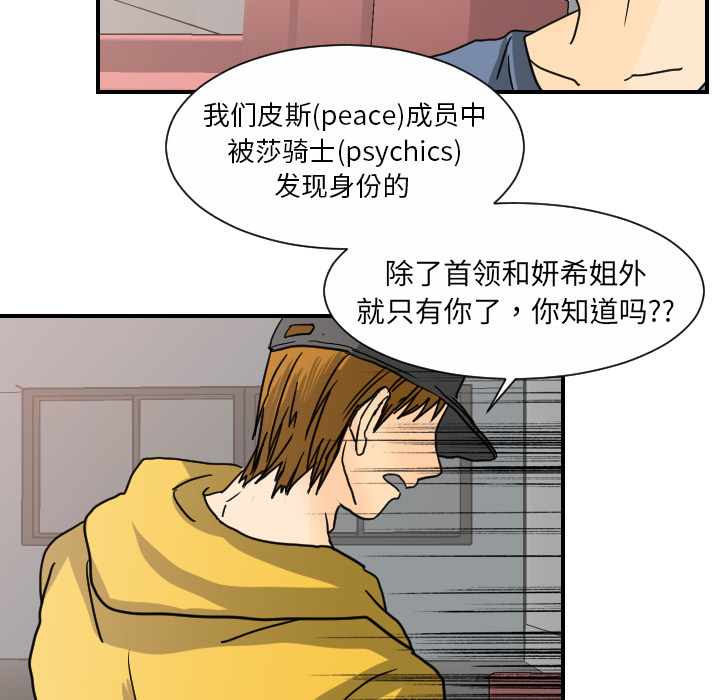 我们皮斯(peace)成员中
被莎骑士(psychics)
发现身份的
除了首领和妍希姐外
就只有你了，你知道吗??